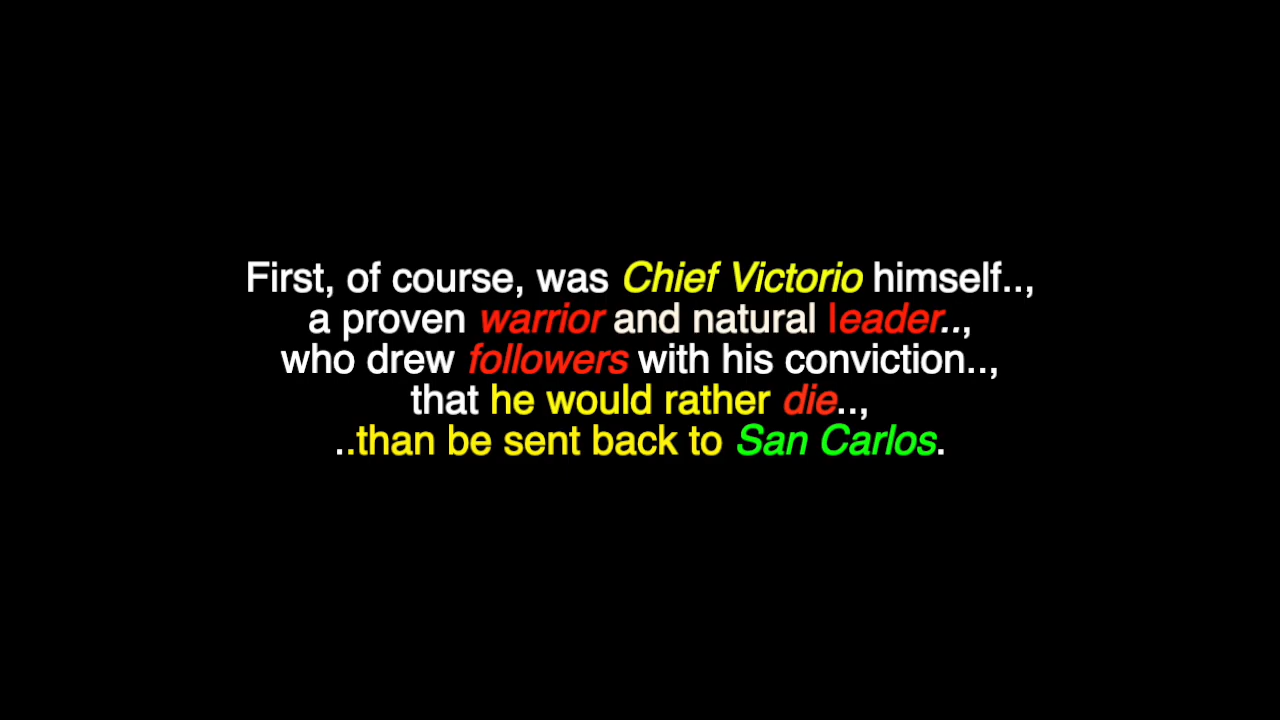 First, of course, was Chief Victorio himself..,
a proven warrior and natural leader..,
who drew followers with his conviction..,
that he would rather die..,
..than be sent back to San Carlos.